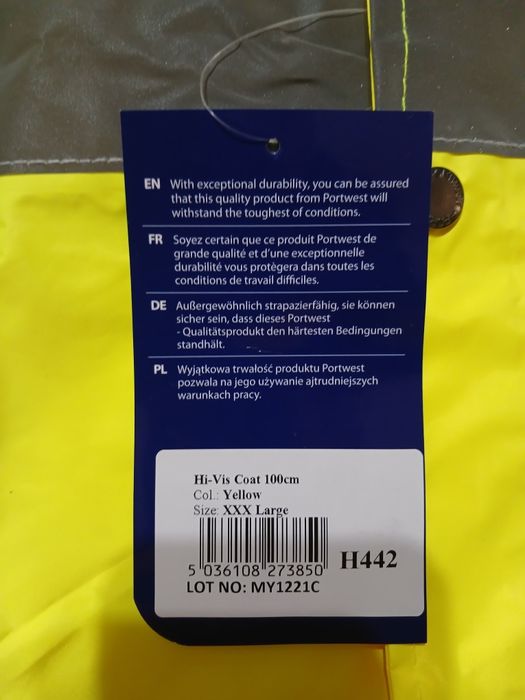 EN With exceptional durability, you can be assured
that this quality product from Portwest will
withstand the toughest of conditions.
FR Soyez certain que ce produit Portwest de
grande qualité et d'une exceptionnelle
durabilité vous protègera dans toutes les
conditions de travail difficiles.
DE Außergewöhnlich strapazierfähig, sie können
sicher sein, dass dieses Portwest
- Qualitätsprodukt den härtesten Bedingungen
standhält.
PL Wyjątkowa trwałość produktu Portwest
pozwala na jego używanie ajtrudniejszych
warunkach pracy.
Hi-Vis Coat 100cm
Col.: Yellow
Size: XXX Large
5 036108 273850
H442
LOT NO: MY1221C